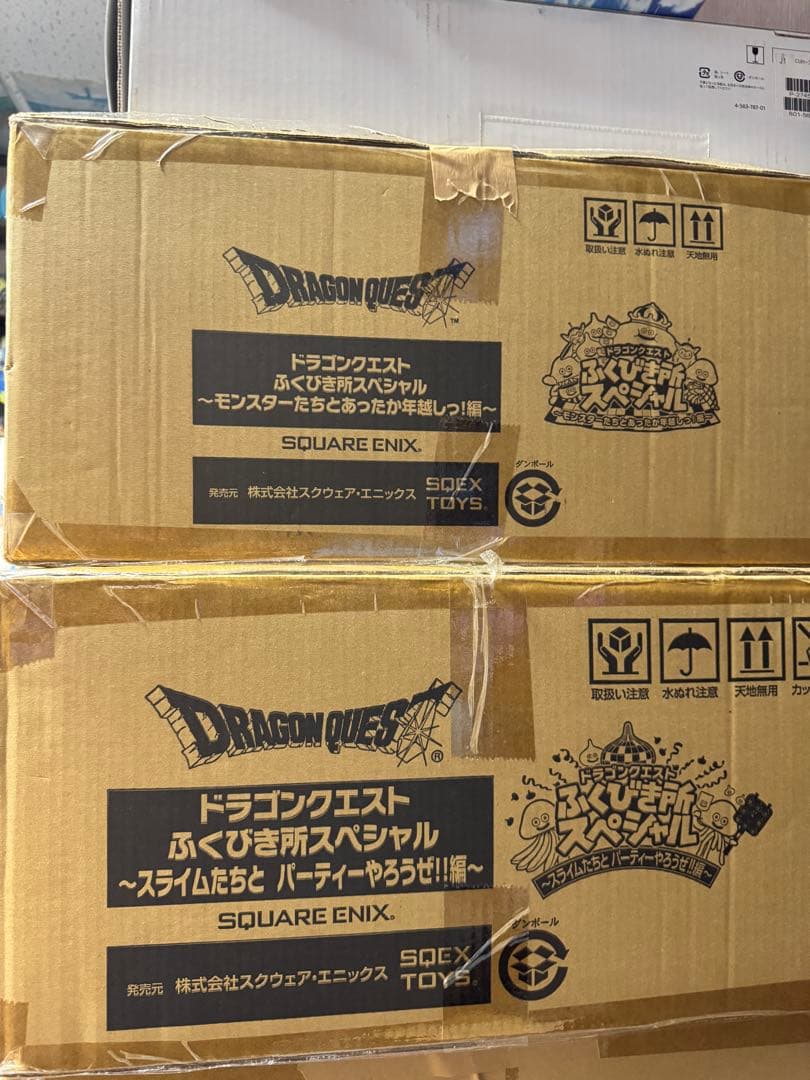 4-583-787-01
取扱い注意 水ぬれ注意 天地無用
DRAGON QUEST
TM
ドラゴンクエスト
ふくびき所スペシャル
～モンスターたちとあったか年越しっ!編～
SQUARE ENIX®
発売元 株式会社スクウェア・エニックス
SQEX
TOYS®
ドラゴンクエスト
ふくびき所
スペシャル
～モンスターたちとあったか年越しっ!編～
ダンボール
取扱い注意 水ぬれ注意 天地無用 カッ
DRAGON QUEST®
ドラゴンクエスト
ふくびき所スペシャル
～スライムたちと パーティーやろうぜ!!編～
SQUARE ENIX®
発売元 株式会社スクウェア・エニックス
SQEX
TOYS®
ドラゴンクエスト
ふくびき所
スペシャル
～スライムたちと パーティーやろうぜ!!編～
ダンボール